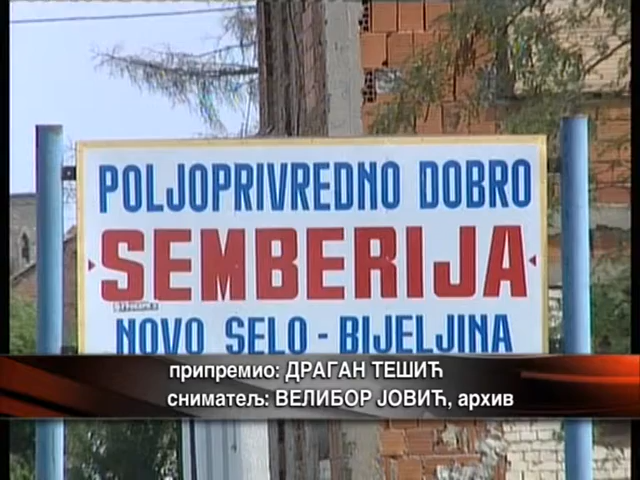 POLJOPRIVREDNO DOBRO
SEMBERIJA
NOVO SELO - BIJELJINA
припремио: ДРАГАН ТЕШИЋ
сниматељ: ВЕЛИБОР ЈОВИЋ, архив